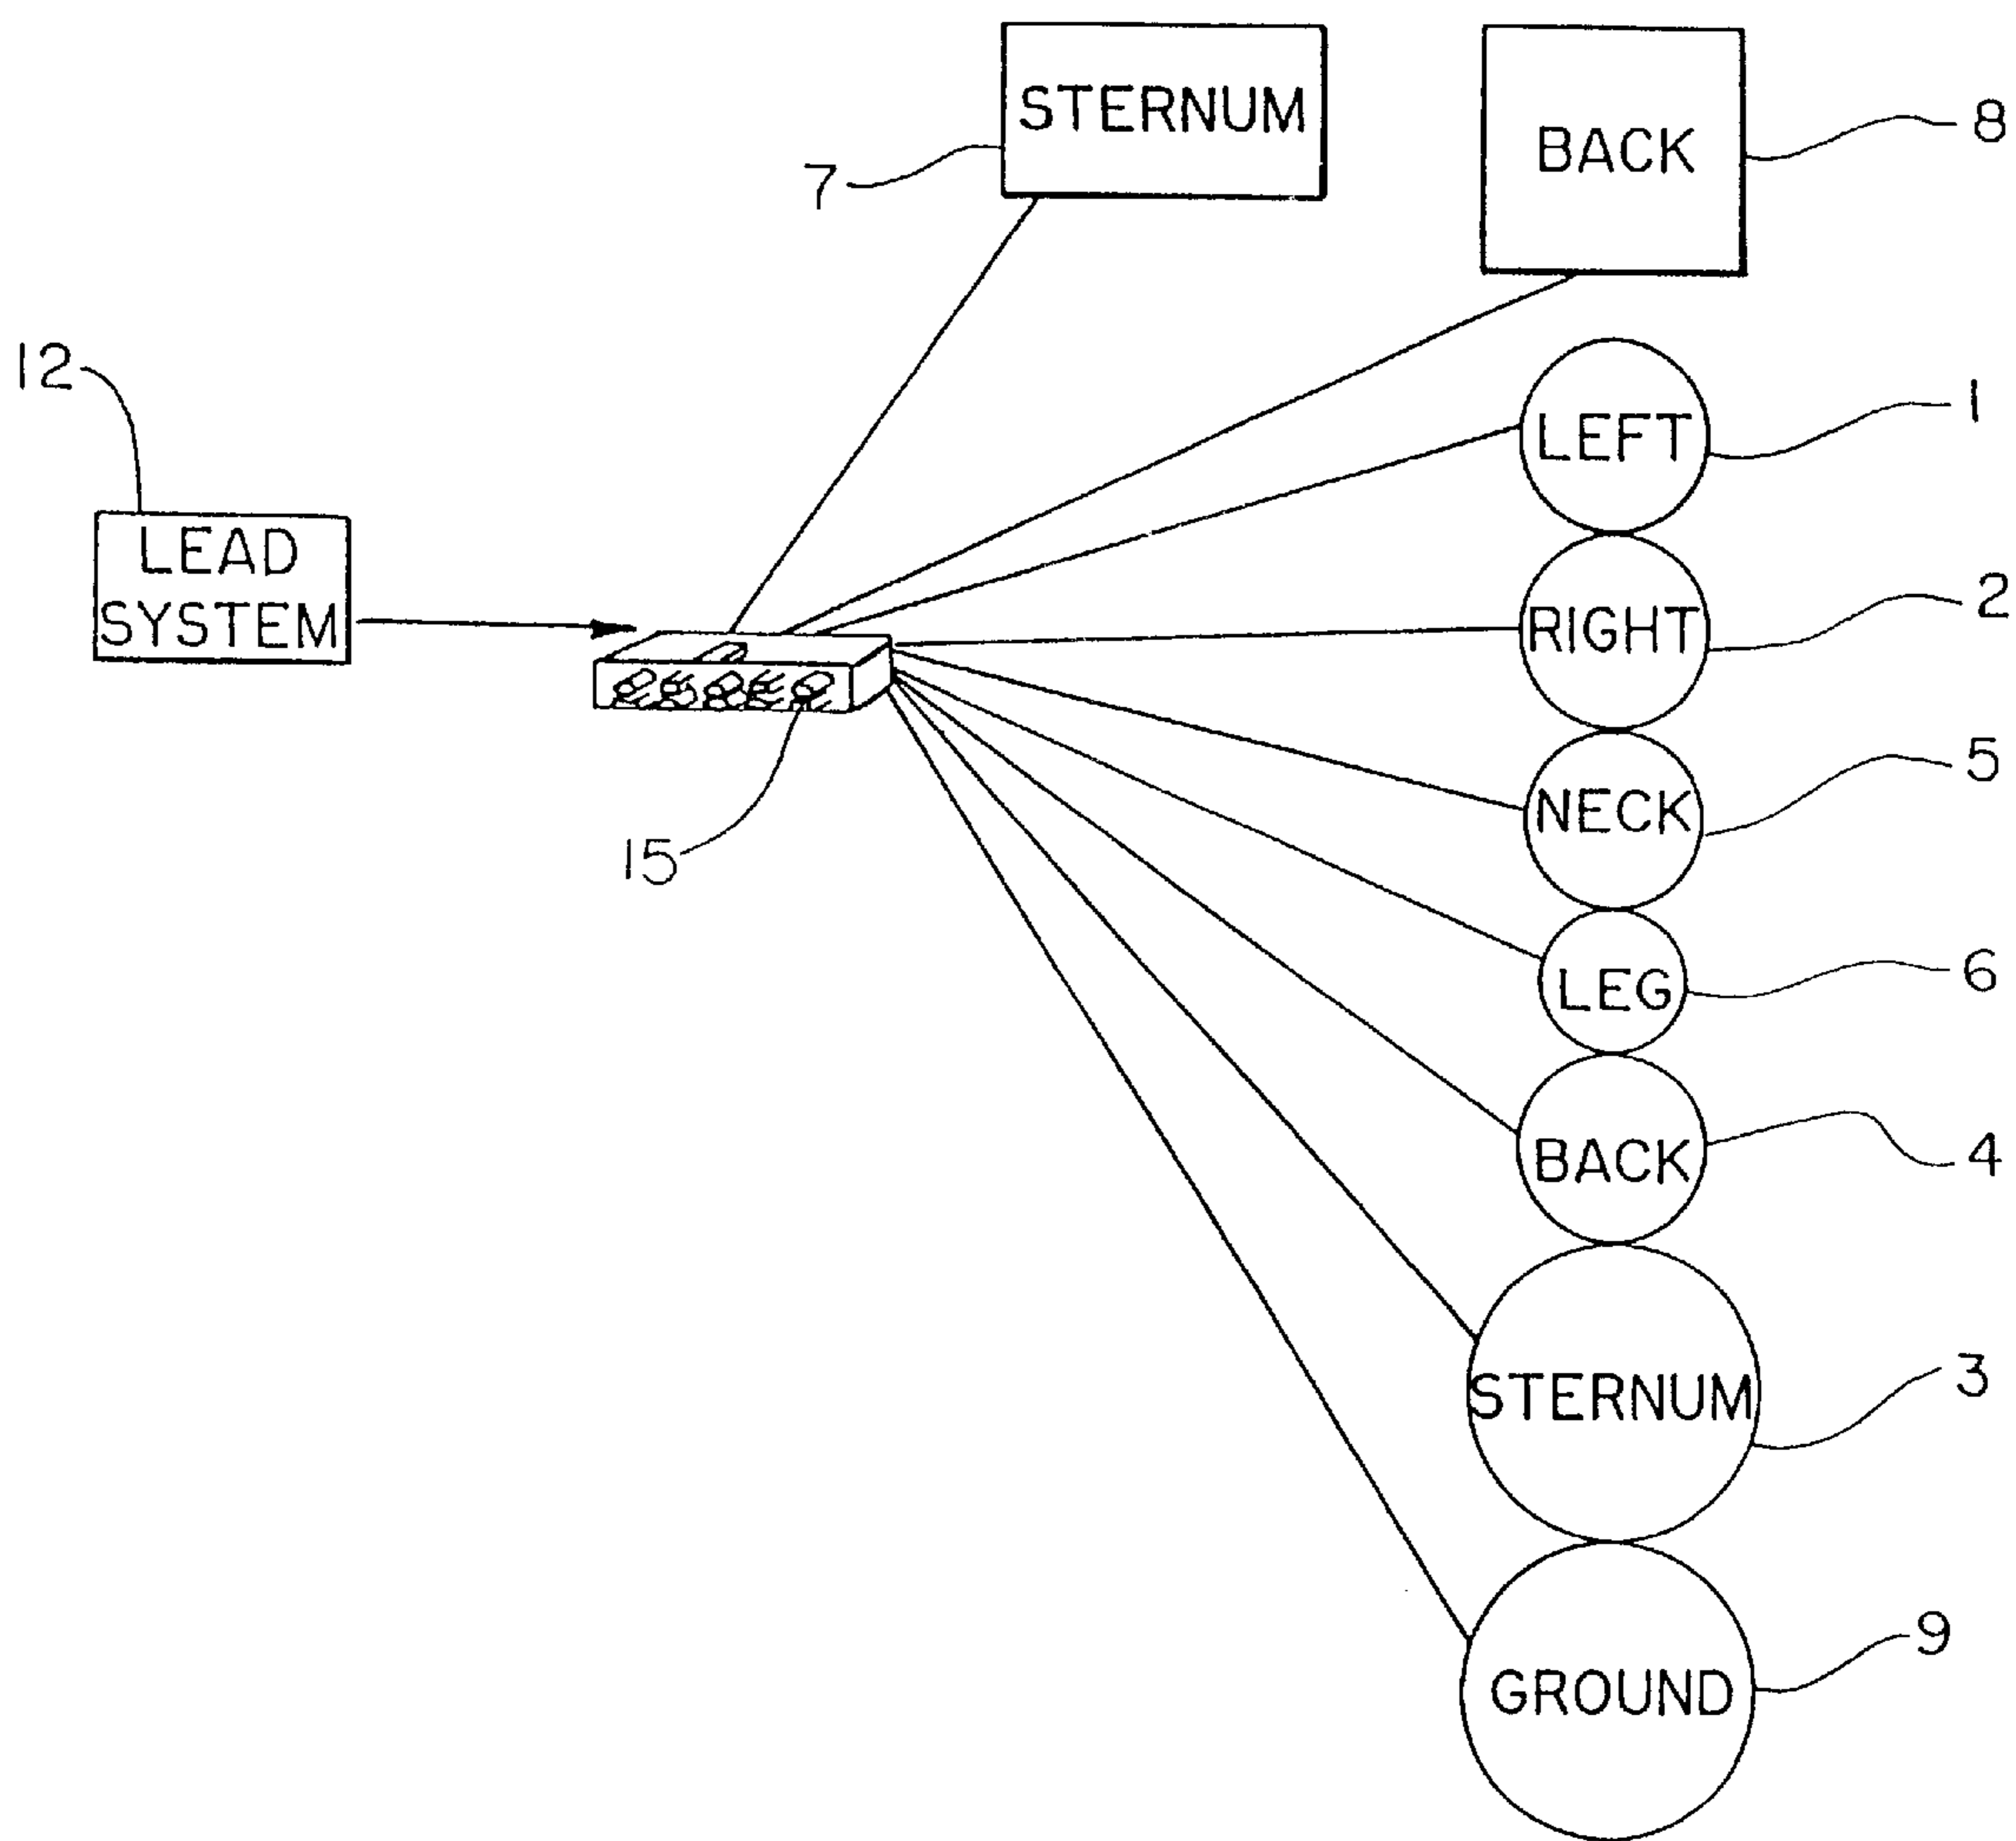 STERNUM
7
BACK
8
12
LEAD
SYSTEM
LEFT
1
RIGHT
2
NECK
5
15
LEG
6
BACK
4
STERNUM
3
GROUND
9